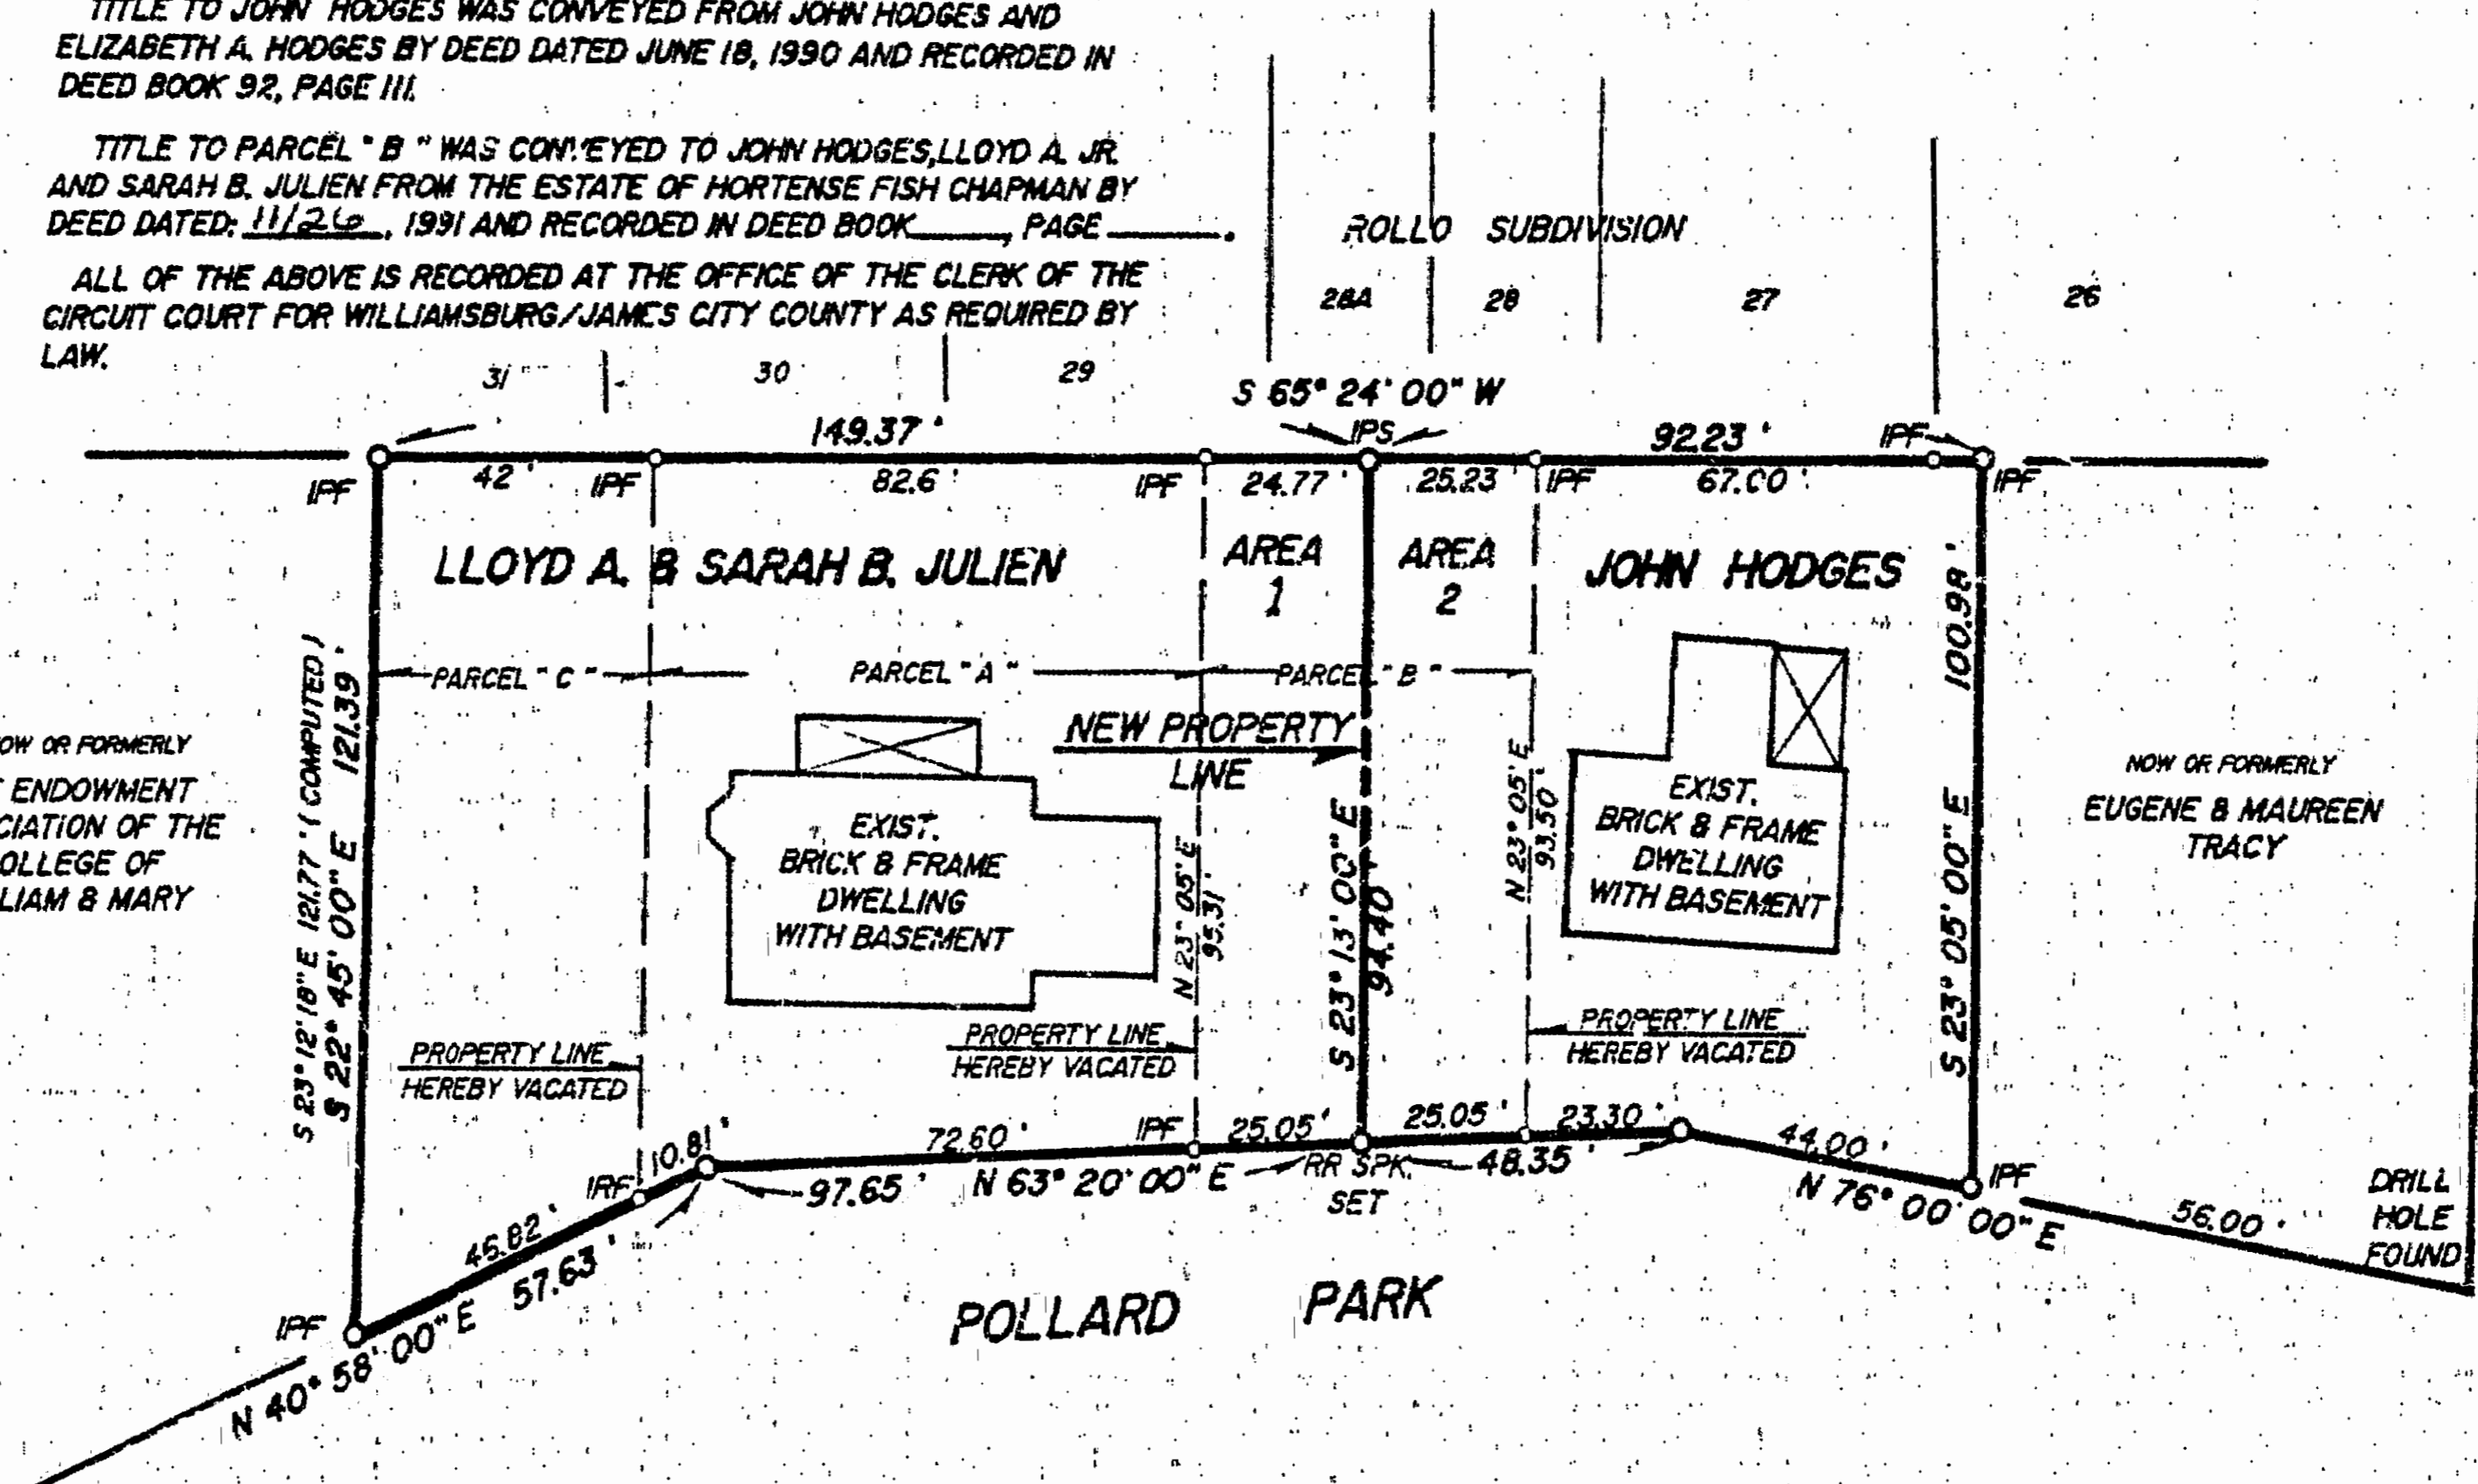 TITLE TO JOHN HODGES WAS CONVEYED FROM JOHN HODGES AND
ELIZABETH A. HODGES BY DEED DATED JUNE 18, 1990 AND RECORDED IN
DEED BOOK 92, PAGE 111.
TITLE TO PARCEL "B" WAS CONVEYED TO JOHN HODGES, LLOYD A. JR.
AND SARAH B. JULIEN FROM THE ESTATE OF HORTENSE FISH CHAPMAN BY
DEED DATED: 11/26, 1991 AND RECORDED IN DEED BOOK____, PAGE ____.
ALL OF THE ABOVE IS RECORDED AT THE OFFICE OF THE CLERK OF THE
CIRCUIT COURT FOR WILLIAMSBURG/JAMES CITY COUNTY AS REQUIRED BY
LAW.
ROLLO SUBDIVISION
28A 28 27 26
31 30 29
S 65° 24' 00" W
149.37' IPS 92.23' IPF
IPF 42' IPF 82.6' IPF 24.77' 25.23' IPF 67.00' IPF
LLOYD A. & SARAH B. JULIEN
AREA
1
AREA
2
JOHN HODGES
PARCEL "C" PARCEL "A" PARCEL "B"
NEW PROPERTY
LINE
S 23° 12' 18" E 121.77' (COMPUTED)
S 22° 45' 00" E 121.39'
EXIST.
BRICK & FRAME
DWELLING
WITH BASEMENT
N 23° 05' E
95.31'
S 23° 13' 00" E
94.40'
N 23° 05' E
93.50'
EXIST.
BRICK & FRAME
DWELLING
WITH BASEMENT
S 23° 05' 00" E 100.98'
OW OR FORMERLY
ENDOWMENT
CIATION OF THE
OLLEGE OF
LIAM & MARY
NOW OR FORMERLY
EUGENE & MAUREEN
TRACY
PROPERTY LINE
HEREBY VACATED
PROPERTY LINE
HEREBY VACATED
PROPERTY LINE
HEREBY VACATED
IRF 10.81' 72.60' IPF 25.05' 25.05' 23.30' 44.00' IPF
97.65' N 63° 20' 00" E RR SPK. 48.35'
SET
N 76° 00' 00" E
56.00'
DRILL
HOLE
FOUND
57.63'
IPF
N 40° 58' 00" E
POLLARD PARK